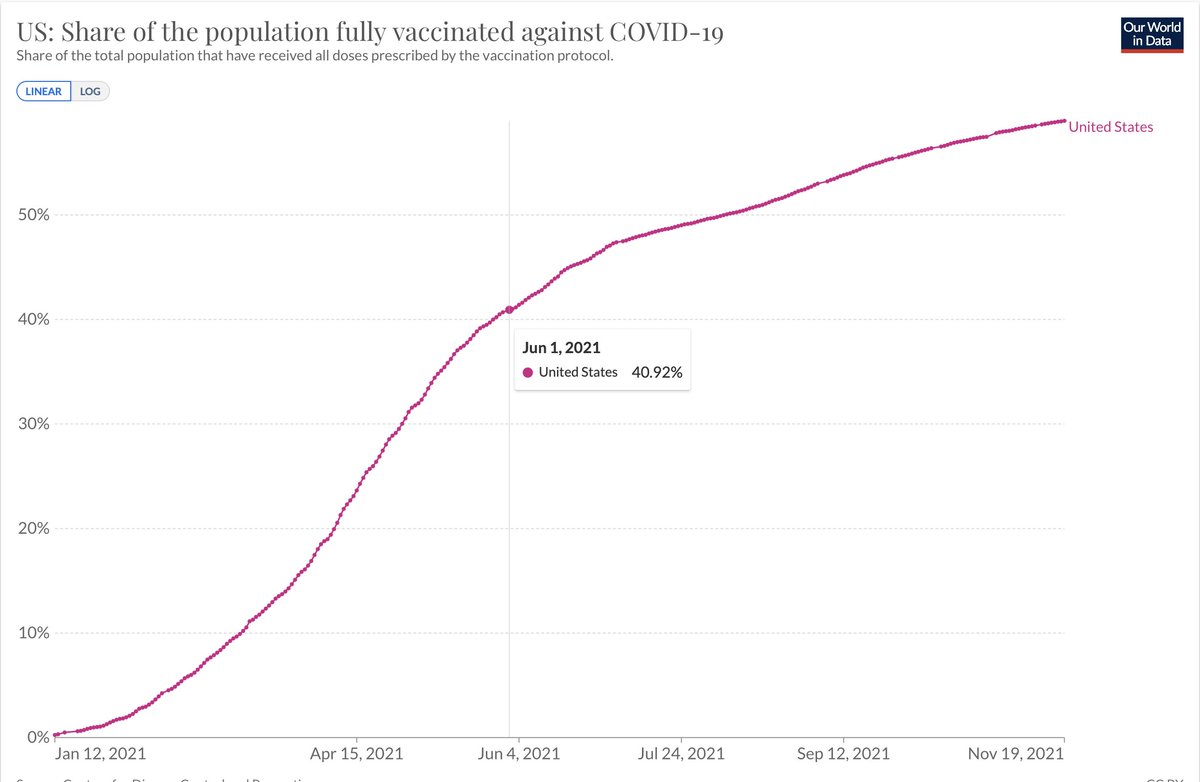 US: Share of the population fully vaccinated against COVID-19
Share of the total population that have received all doses prescribed by the vaccination protocol.
Our World
in Data
LINEAR LOG
United States
50%
40%
Jun 1, 2021
United States 40.92%
30%
20%
10%
0%
Jan 12, 2021 Apr 15, 2021 Jun 4, 2021 Jul 24, 2021 Sep 12, 2021 Nov 19, 2021